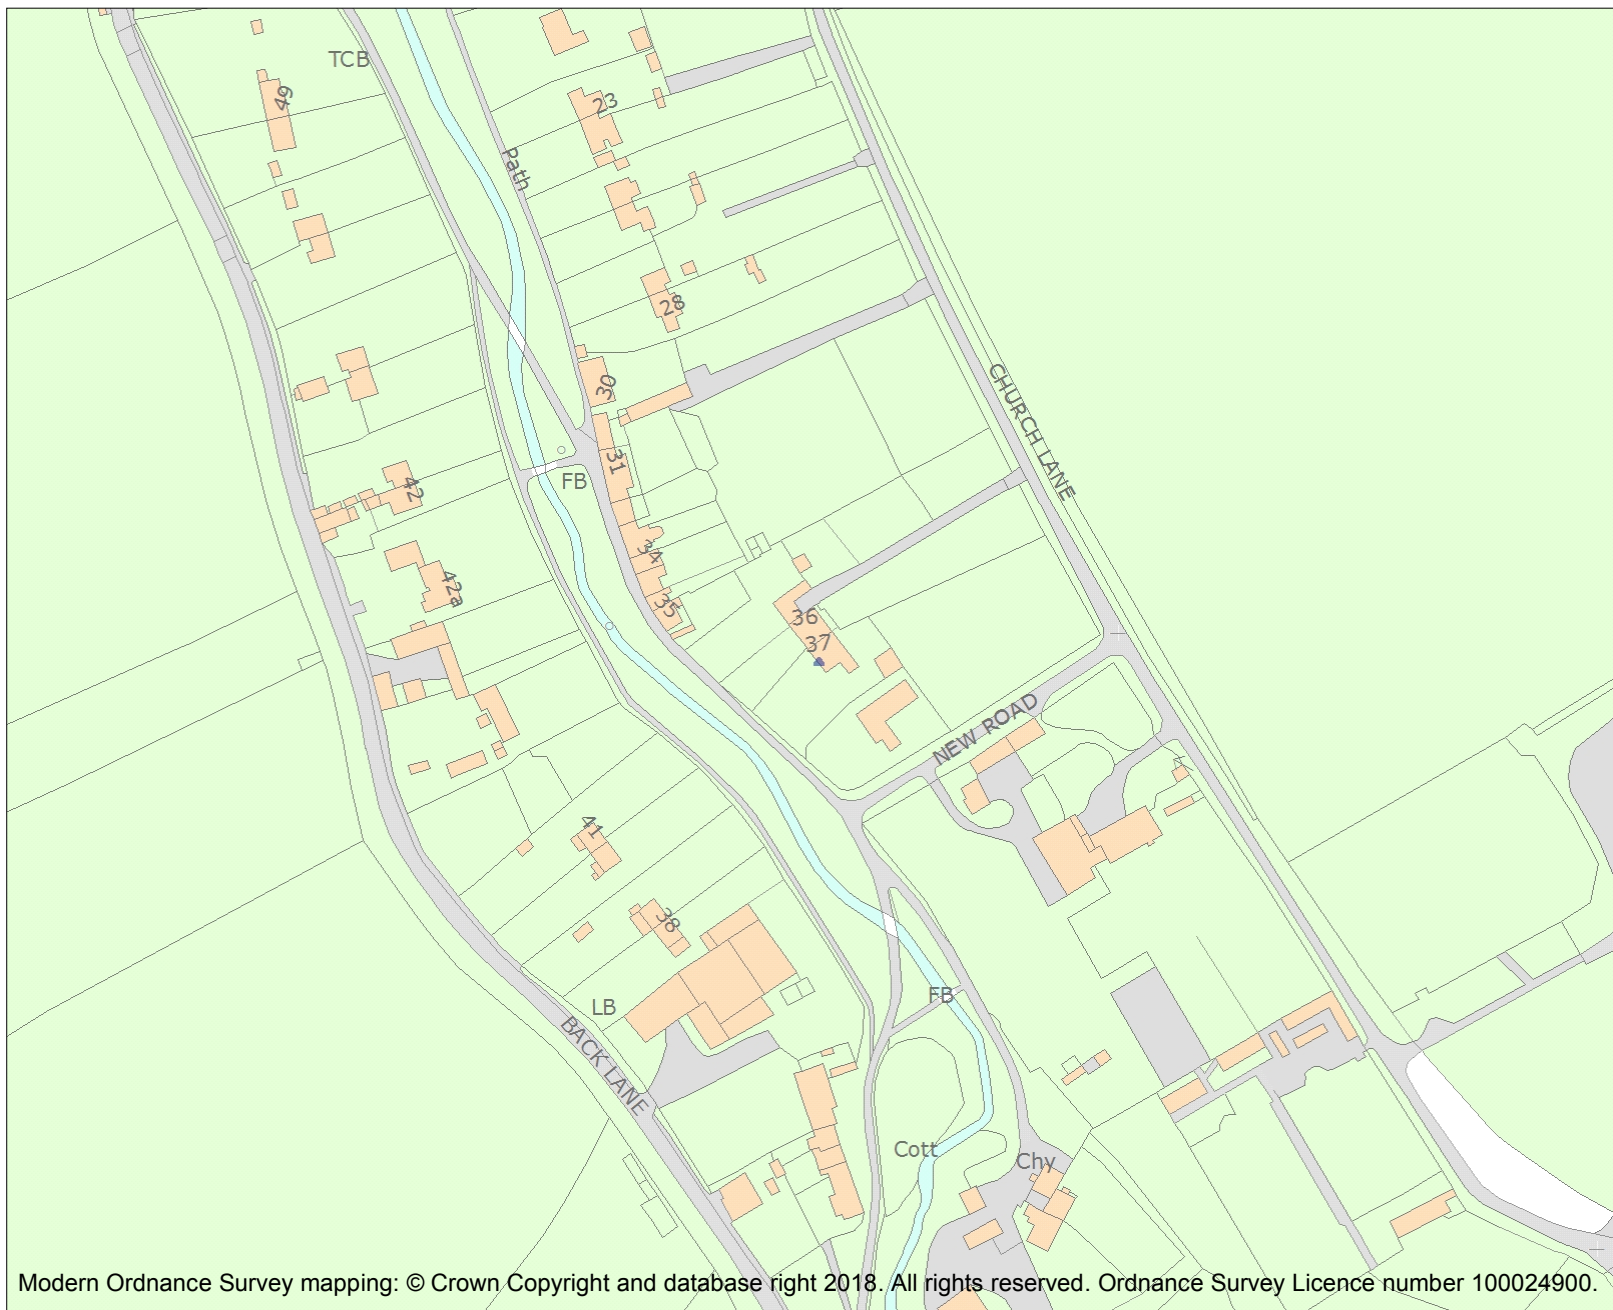 TCB
49
23
Path
28
30
CHURCH LANE
31
FB
42
34
42a
35
36
37
NEW ROAD
41
38
FB
LB
BACK LANE
Cott
Chy
Modern Ordnance Survey mapping: © Crown Copyright and database right 2018. All rights reserved. Ordnance Survey Licence number 100024900.